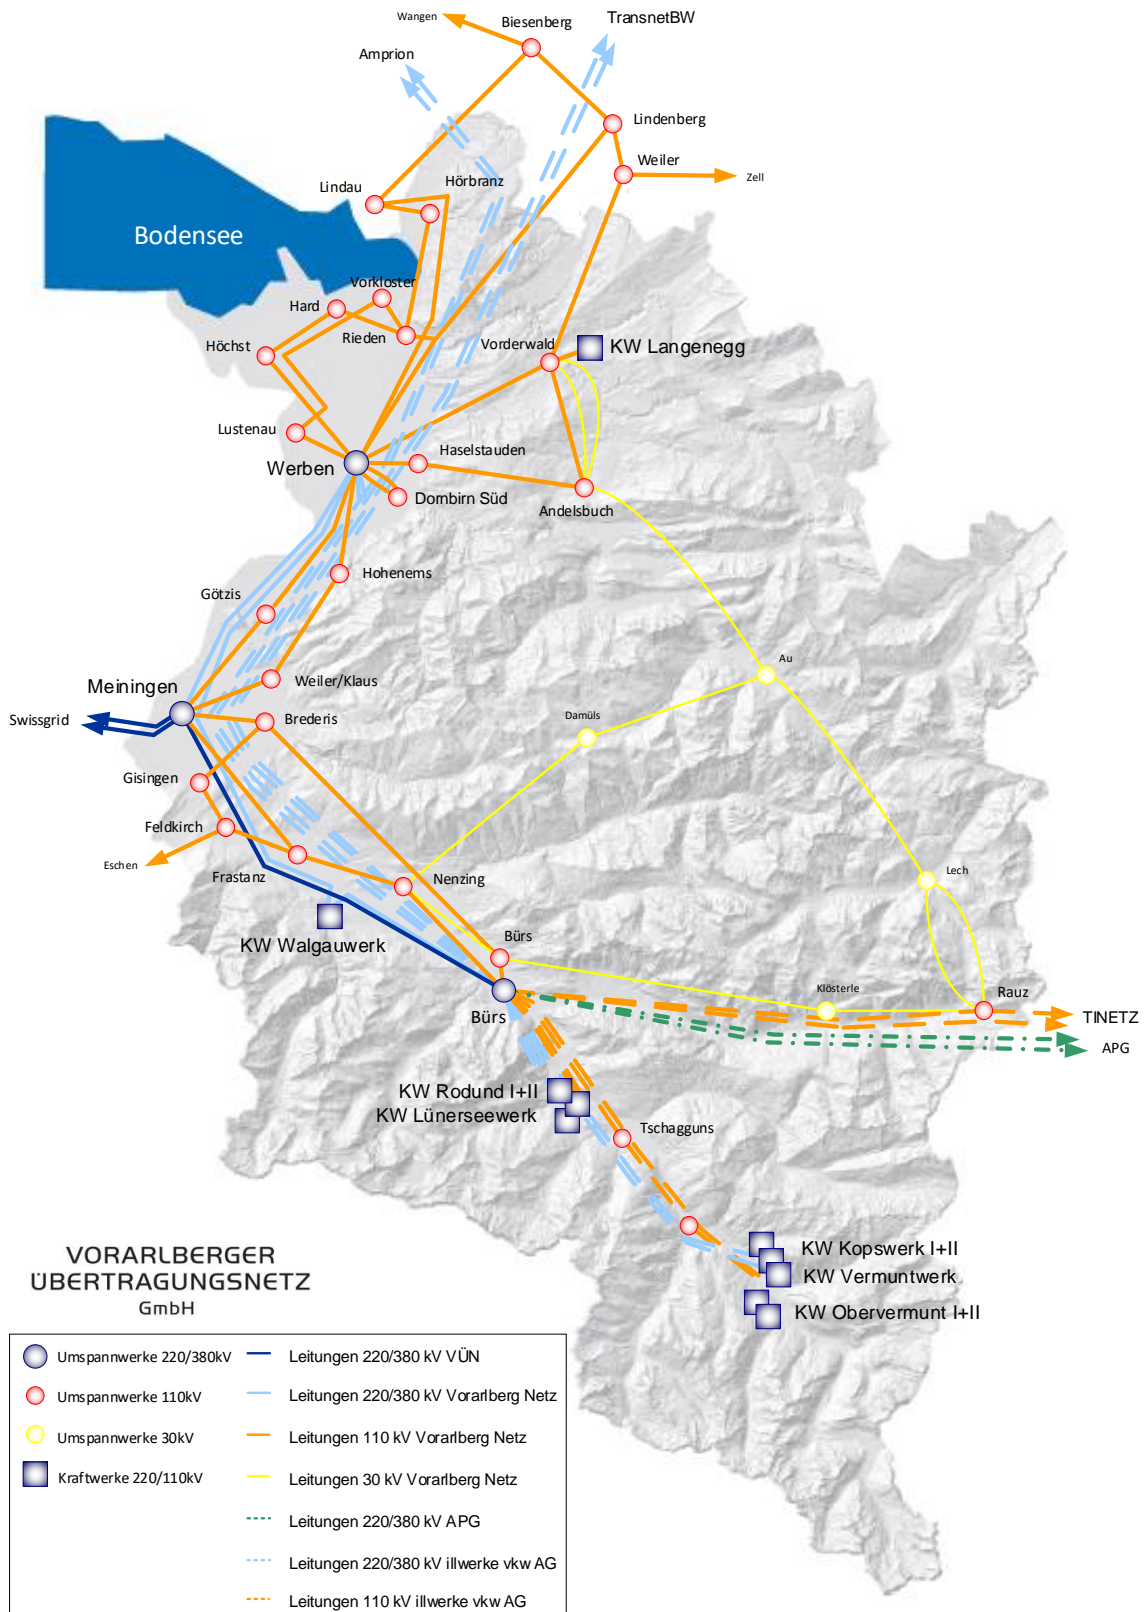 Wangen
Biesenberg
TransnetBW
Amprion
Lindenberg
Weiler
Zell
Lindau
Hörbranz
Bodensee
Vorkloster
Hard
Rieden
Höchst
Vorderwald
KW Langenegg
Lustenau
Haselstauden
Werben
Dornbirn Süd
Andelsbuch
Hohenems
Götzis
Au
Weiler/Klaus
Meiningen
Damüls
Swissgrid
Brederis
Gisingen
Feldkirch
Eschen
Frastanz
Nenzing
Lech
KW Walgauwerk
Bürs
Klösterle
Rauz
Bürs
TINETZ
APG
KW Rodund I+II
KW Lünerseewerk
Tschagguns
KW Kopswerk I+II
KW Vermuntwerk
KW Obervermunt I+II
VORARLBERGER
ÜBERTRAGUNGSNETZ
GmbH
Umspannwerke 220/380kV
Umspannwerke 110kV
Umspannwerke 30kV
Kraftwerke 220/110kV
Leitungen 220/380 kV VÜN
Leitungen 220/380 kV Vorarlberg Netz
Leitungen 110 kV Vorarlberg Netz
Leitungen 30 kV Vorarlberg Netz
Leitungen 220/380 kV APG
Leitungen 220/380 kV illwerke vkw AG
Leitungen 110 kV illwerke vkw AG